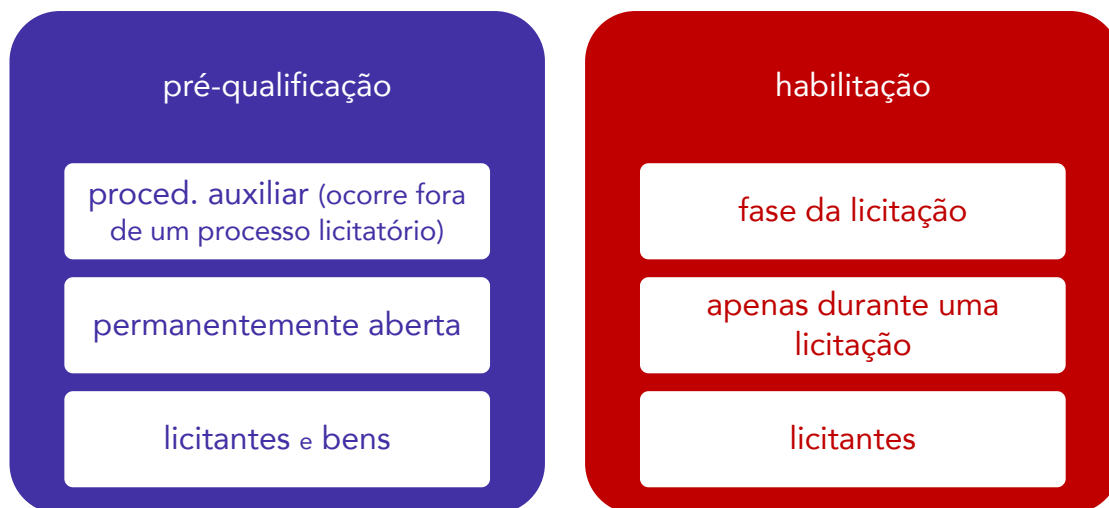 pré-qualificação
proced. auxiliar (ocorre fora
de um processo licitatório)
permanentemente aberta
licitantes e bens
habilitação
fase da licitação
apenas durante uma
licitação
licitantes